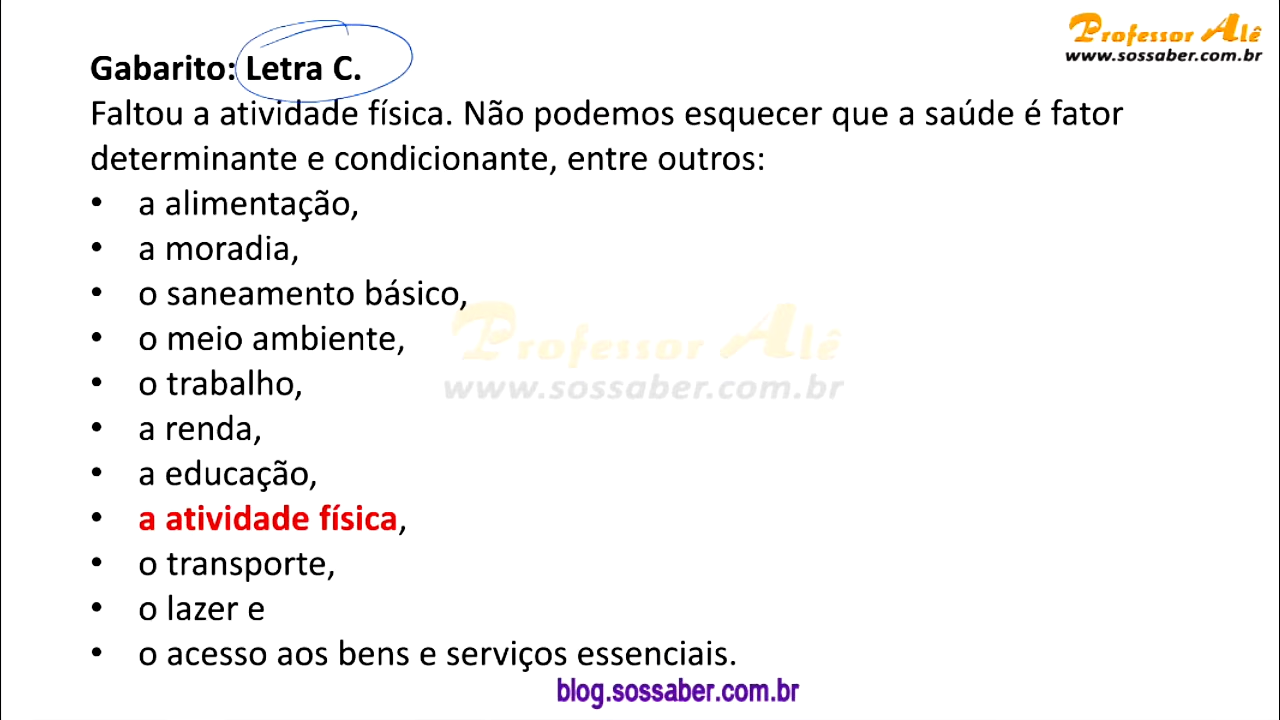 Professor Alê
www.sossaber.com.br
Gabarito: Letra C.
Faltou a atividade física. Não podemos esquecer que a saúde é fator
determinante e condicionante, entre outros:
• a alimentação,
• a moradia,
• o saneamento básico,
• o meio ambiente,
• o trabalho,
• a renda,
• a educação,
• a atividade física,
• o transporte,
• o lazer e
• o acesso aos bens e serviços essenciais.
Professor Alê
www.sossaber.com.br
blog.sossaber.com.br